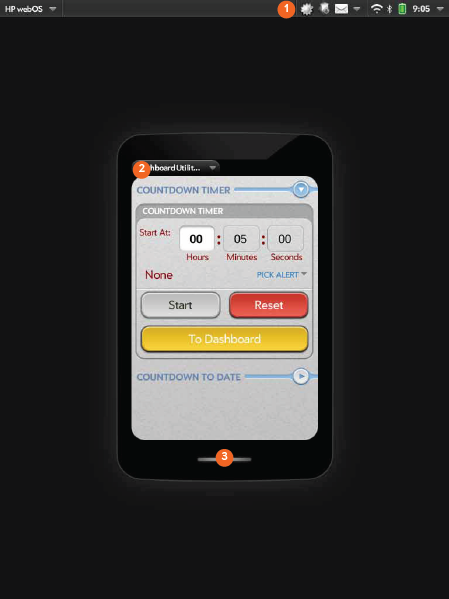 HP webOS
1
9:05
2
hboard Utilit...
COUNTDOWN TIMER
COUNTDOWN TIMER
Start At:
00 : 05 : 00
Hours Minutes Seconds
None PICK ALERT
Start Reset
To Dashboard
COUNTDOWN TO DATE
3